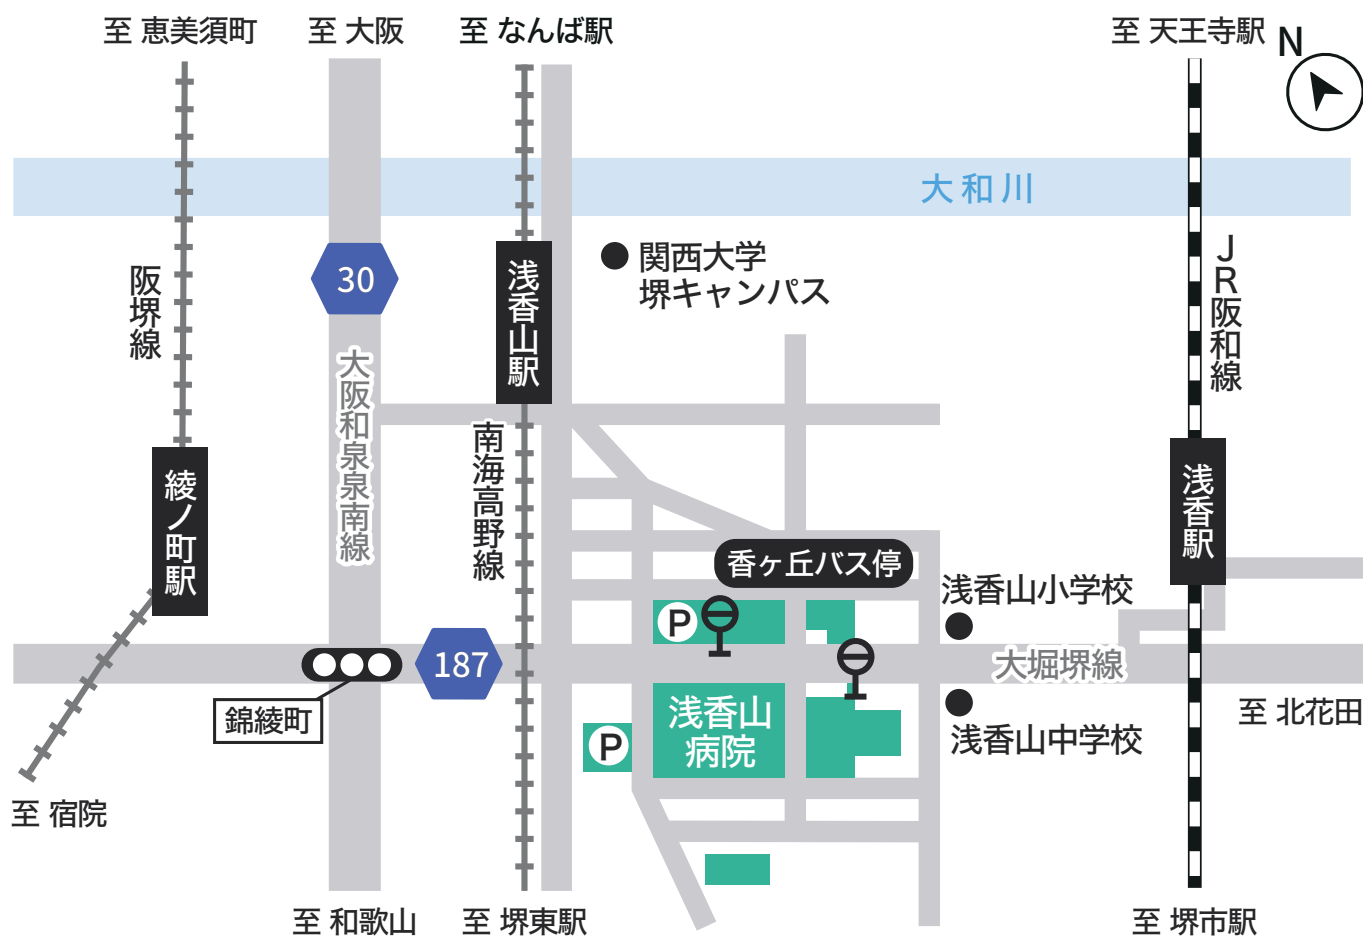 至 恵美須町
至 大阪
至 なんば駅
至 天王寺駅
N
大和川
30
浅香山駅
関西大学
堺キャンパス
JR阪和線
阪堺線
大阪和泉泉南線
南海高野線
綾ノ町駅
浅香駅
香ヶ丘バス停
浅香山小学校
P
187
大堀堺線
錦綾町
P
浅香山
病院
浅香山中学校
至 北花田
至 宿院
至 和歌山
至 堺東駅
至 堺市駅